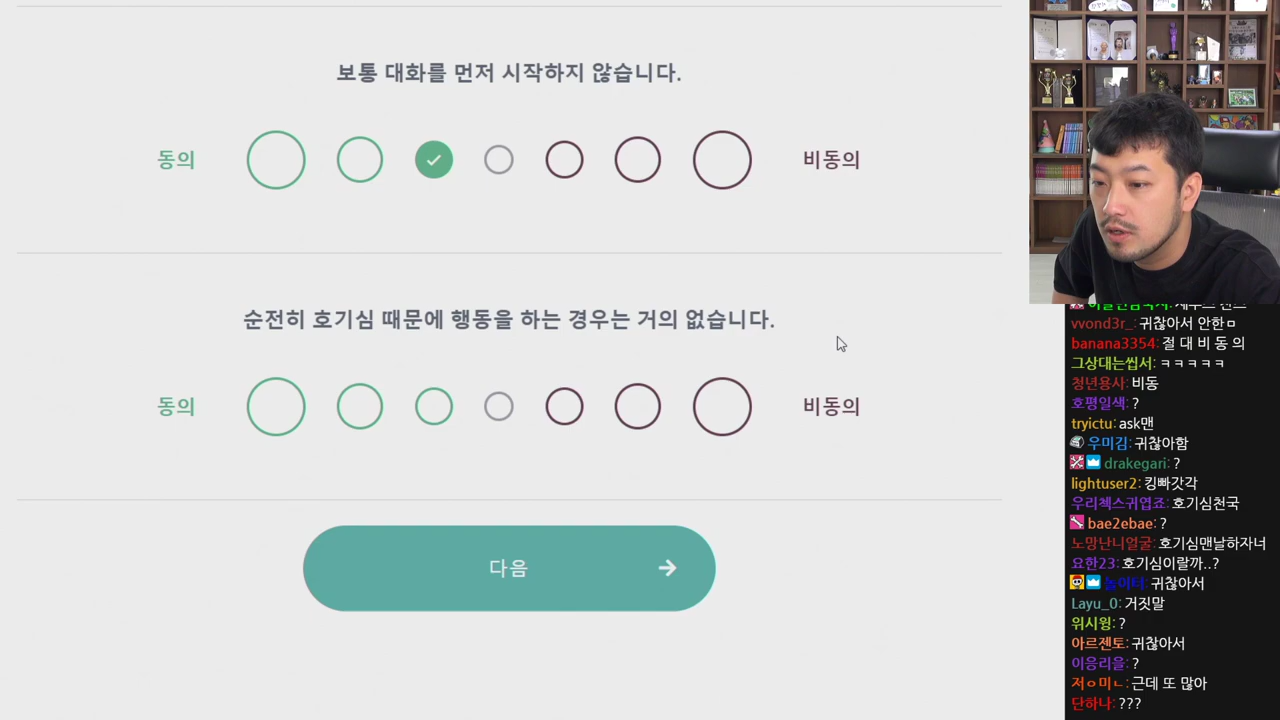 보통 대화를 먼저 시작하지 않습니다.
동의
비동의
순전히 호기심 때문에 행동을 하는 경우는 거의 없습니다.
동의
비동의
다음
vvond3r_: 귀찮아서 안한ㅁ
banana3354: 절 대 비 동 의
그상대는씹서: ㅋㅋㅋㅋㅋ
청년용사: 비동
호평일색: ?
tryictu: ask맨
우미김: 귀찮아함
drakegari: ?
lightuser2: 킹빠갓각
우리첵스귀엽죠: 호기심천국
bae2ebae: ?
노망난니얼굴: 호기심맨날하자너
요한23: 호기심이랄까..?
귀찮아서
Layu_0: 거짓말
위시윙: ?
아르젠토: 귀찮아서
이응리을: ?
저ㅇ미ㄴ: 근데 또 많아
단하나: ???